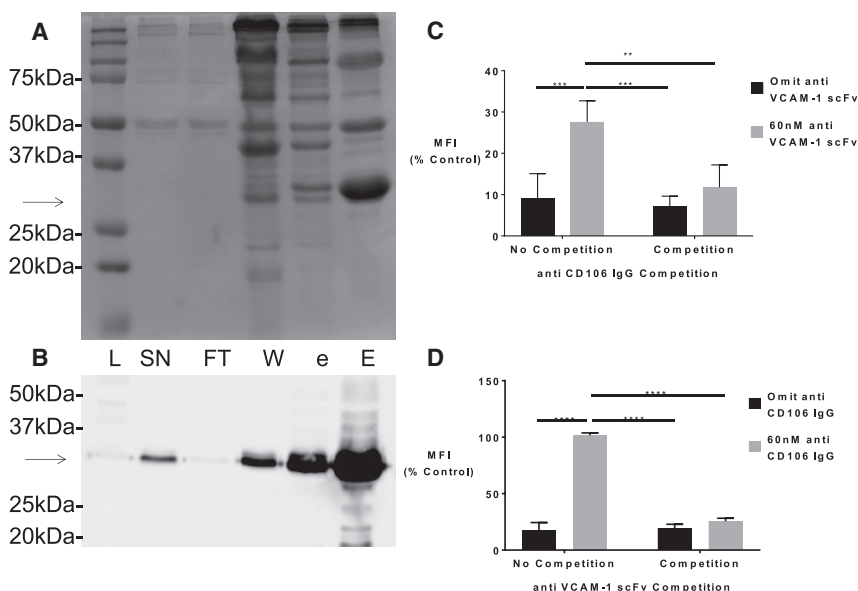 A
75kDa-
50kDa-
37kDa-
25kDa-
20kDa-
B
L SN FT W e E
50kDa-
37kDa-
25kDa-
20kDa-
C
**
*** ***
40
30
20
10
0
MFI
(% Control)
No Competition Competition
anti CD106 IgG Competition
Omit anti
VCAM-1 scFv
60nM anti
VCAM-1 scFv
D
****
**** ****
150
100
50
0
MFI
(% Control)
No Competition Competition
anti VCAM-1 scFv Competition
Omit anti
CD106 IgG
60nM anti
CD106 IgG